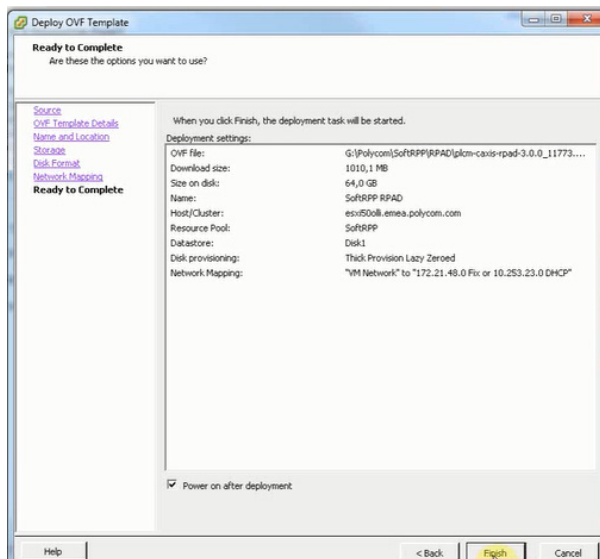 Deploy OVF Template
Ready to Complete
Are these the options you want to use?
Source
OVF Template Details
Name and Location
Storage
Disk Format
Network Mapping
Ready to Complete
When you click Finish, the deployment task will be started.
Deployment settings:
OVF file: G:\Polycom\SoftRPP\RPAD\plcm-caxis-rpad-3.0.0_11773....
Download size: 1010,1 MB
Size on disk: 64,0 GB
Name: SoftRPP RPAD
Host/Cluster: esxi50olli.emea.polycom.com
Resource Pool: SoftRPP
Datastore: Disk1
Disk provisioning: Thick Provision Lazy Zeroed
Network Mapping: "VM Network" to "172.21.48.0 Fix or 10.253.23.0 DHCP"
Power on after deployment
Help
< Back
Finish
Cancel